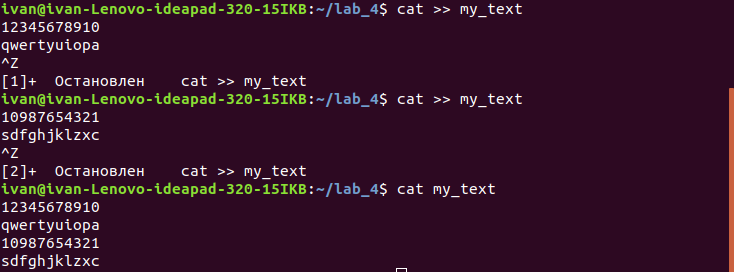 ivan@ivan-Lenovo-ideapad-320-15IKB:~/lab_4$ cat >> my_text
12345678910
qwertyuiopa
^Z
[1]+  Остановлен    cat >> my_text
ivan@ivan-Lenovo-ideapad-320-15IKB:~/lab_4$ cat >> my_text
10987654321
sdfghjklzxc
^Z
[2]+  Остановлен    cat >> my_text
ivan@ivan-Lenovo-ideapad-320-15IKB:~/lab_4$ cat my_text
12345678910
qwertyuiopa
10987654321
sdfghjklzxc